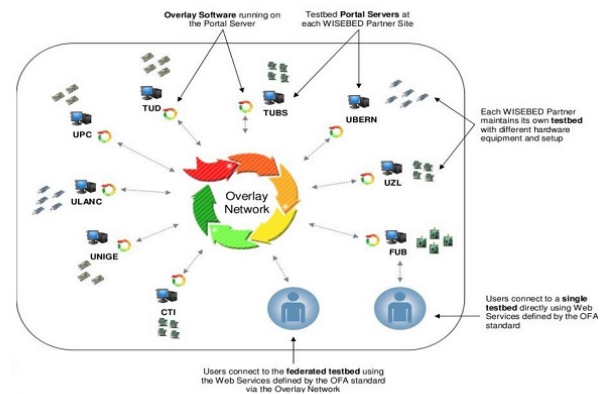 Overlay Software running on
the Portal Server
Testbed Portal Servers at
each WISEBED Partner Site
TUD
TUBS
UBERN
UPC
Each WISEBED Partner
maintains its own testbed
with different hardware
equipment and setup
ULANC
Overlay
Network
UZL
UNIGE
FUB
CTI
Users connect to a single
testbed directly using Web
Services defined by the OFA
standard
Users connect to the federated testbed using
the Web Services defined by the OFA standard
via the Overlay Network